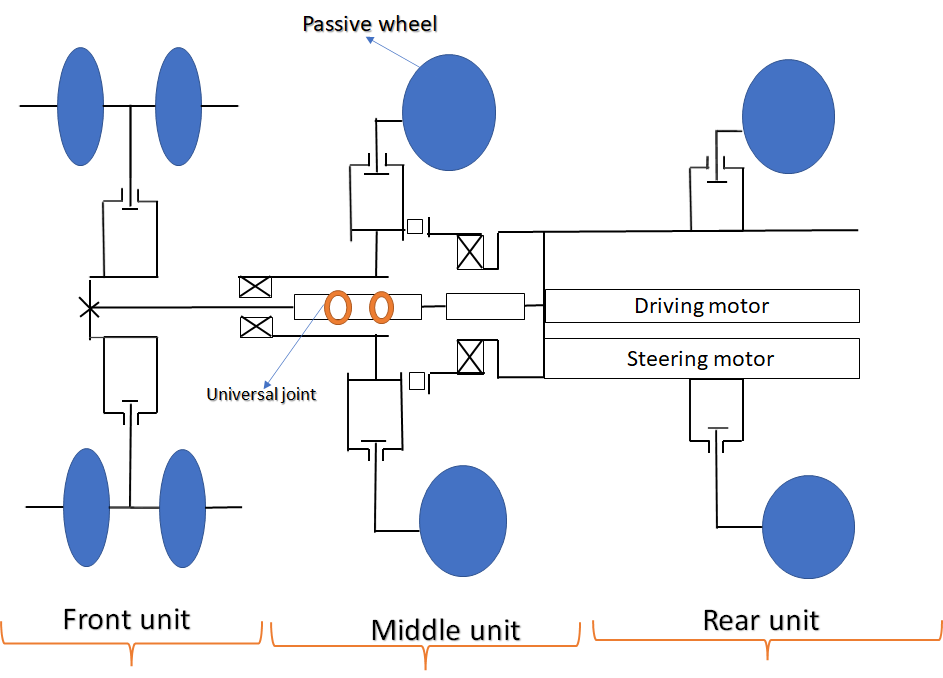 Passive wheel
Driving motor
Steering motor
Universal joint
Front unit
Middle unit
Rear unit